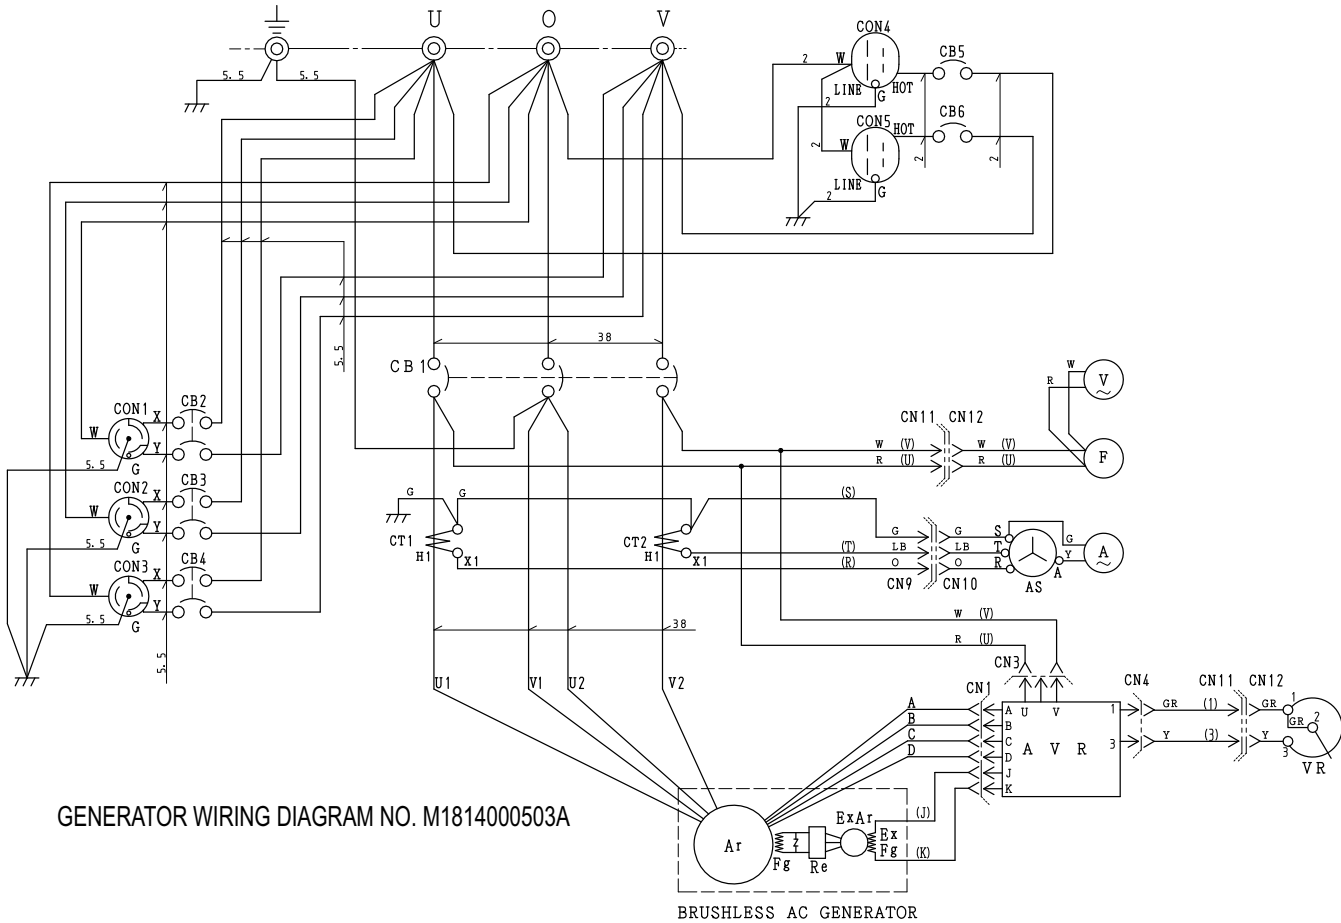 U O V
CON4
CB5
2 W
LINE HOT
G
2
CON5 HOT
CB6
2 W 2 2
LINE
2 G
5.5 5.5
38
5.5
CB1
V
W
R
F
CN11 CN12
W (V) W (V)
R (U) R (U)
CON1 X CB2
W
Y
5.5 G
CON2 X CB3
W
Y
5.5 G
CON3 X CB4
W
Y
5.5 G
5.5
G G (S)
CT1 H1 X1
CT2 H1 X1
(T)
(R)
G G S
LB LB T
O O R
CN9 CN10
AS
A
G
Y
A
W (V)
R (U)
38
U1 V1 U2 V2
CN3
CN1
CN4 CN11 CN12
A A U V 1 GR (1) GR 1
B B GR 2
C C A V R 3 Y (3) Y 3
D D VR
J
K
(J)
(K)
ExAr
Ex
Fg
Ar
Z
Fg Re
BRUSHLESS AC GENERATOR
GENERATOR WIRING DIAGRAM NO. M1814000503A